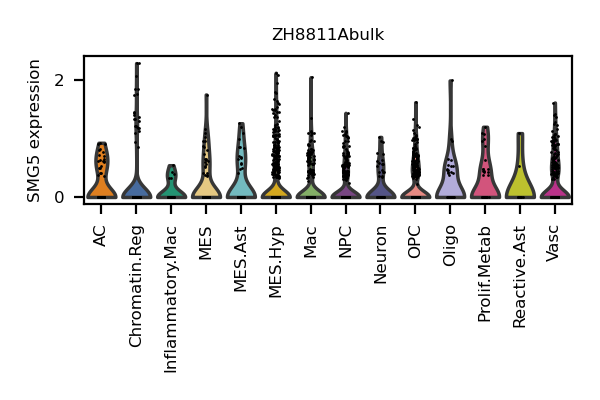 ZH8811Abulk
SMG5 expression
2
0
AC
Chromatin.Reg
Inflammatory.Mac
MES
MES.Ast
MES.Hyp
Mac
NPC
Neuron
OPC
Oligo
Prolif.Metab
Reactive.Ast
Vasc